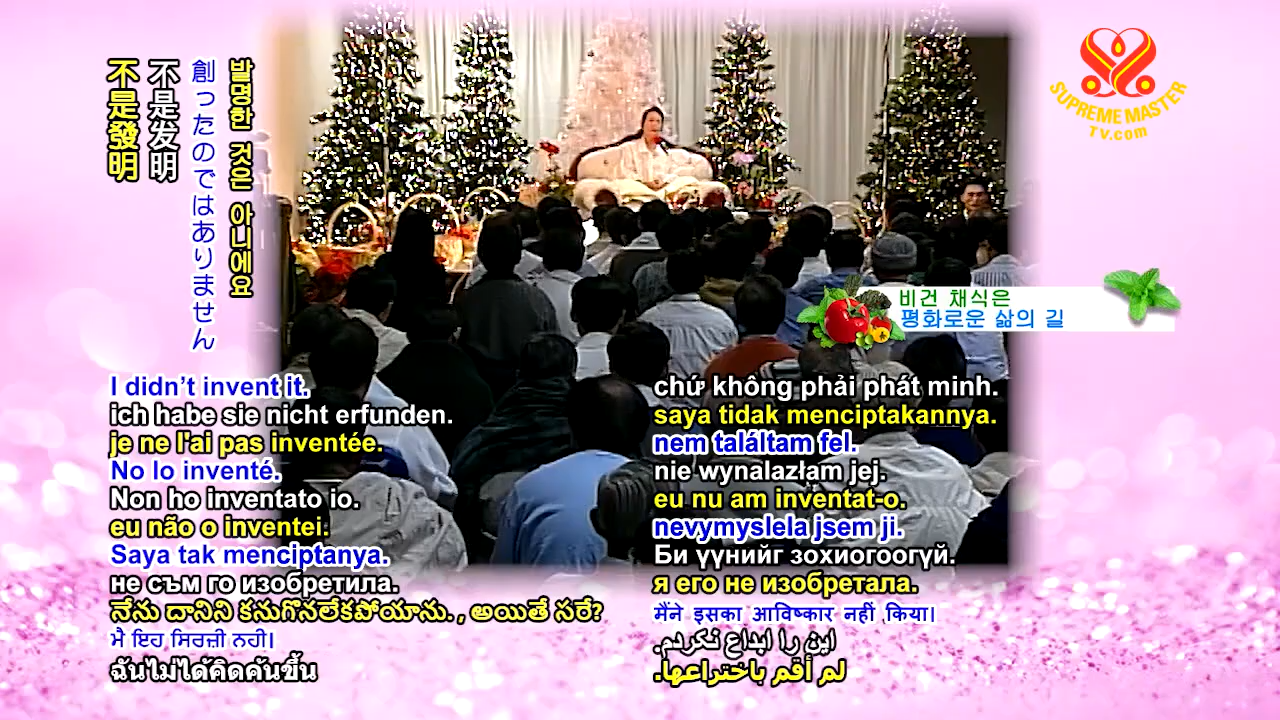 不是發明
不是发明
創ったのではありません
발명한 것은 아니에요
SUPREME MASTER
TV.com
비건 채식은
평화로운 삶의 길
I didn’t invent it.
ich habe sie nicht erfunden.
je ne l'ai pas inventée.
No lo inventé.
Non ho inventato io.
eu não o inventei.
Saya tak menciptanya.
не съм го изобретила.
నేను దానిని కనుగొనలేకపోయాను., అయితే సరే?
ਮੈ ਇਹ ਸਿਰਜੀ ਨਹੀ।
ฉันไม่ได้คิดค้นขึ้น
chứ không phải phát minh.
saya tidak menciptakannya.
nem találtam fel.
nie wynalazłam jej.
eu nu am inventat-o.
nevymyslela jsem ji.
Би үүнийг зохиогоогүй.
я его не изобретала.
मैंने इसका आविष्कार नहीं किया।
این را ابداع نکردم.
لم أقم باختراعها.